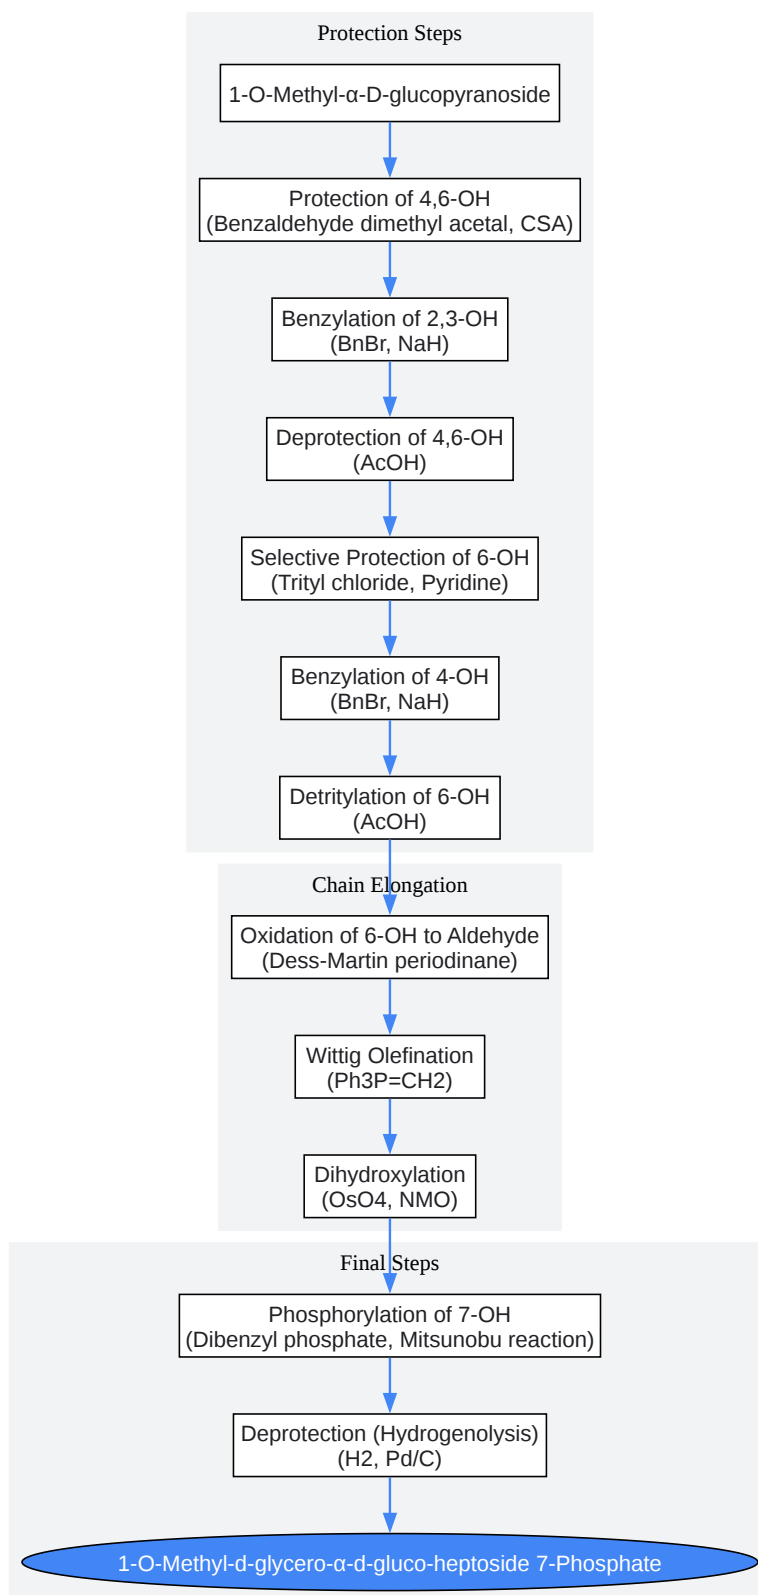 Protection Steps
1-O-Methyl-α-D-glucopyranoside
Protection of 4,6-OH
(Benzaldehyde dimethyl acetal, CSA)
Benzylation of 2,3-OH
(BnBr, NaH)
Deprotection of 4,6-OH
(AcOH)
Selective Protection of 6-OH
(Trityl chloride, Pyridine)
Benzylation of 4-OH
(BnBr, NaH)
Detritylation of 6-OH
(AcOH)
Chain Elongation
Oxidation of 6-OH to Aldehyde
(Dess-Martin periodinane)
Wittig Olefination
(Ph3P=CH2)
Dihydroxylation
(OsO4, NMO)
Final Steps
Phosphorylation of 7-OH
(Dibenzyl phosphate, Mitsunobu reaction)
Deprotection (Hydrogenolysis)
(H2, Pd/C)
1-O-Methyl-d-glycero-α-d-gluco-heptoside 7-Phosphate